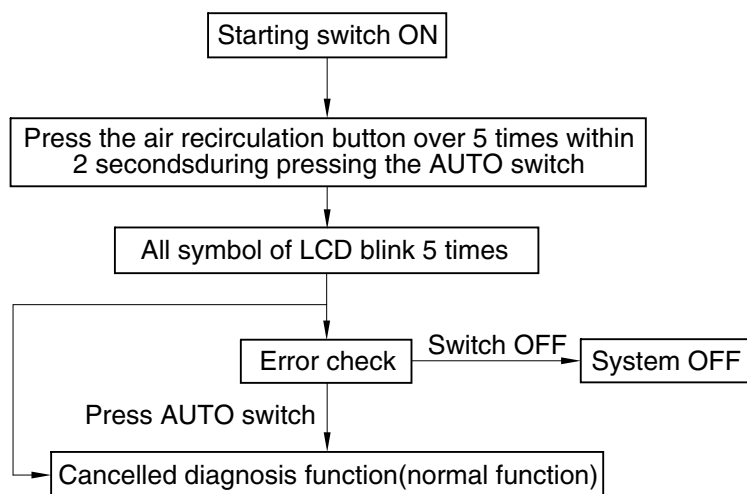 Starting switch ON
Press the air recirculation button over 5 times within
2 secondsduring pressing the AUTO switch
All symbol of LCD blink 5 times
Error check
Switch OFF
System OFF
Press AUTO switch
Cancelled diagnosis function(normal function)